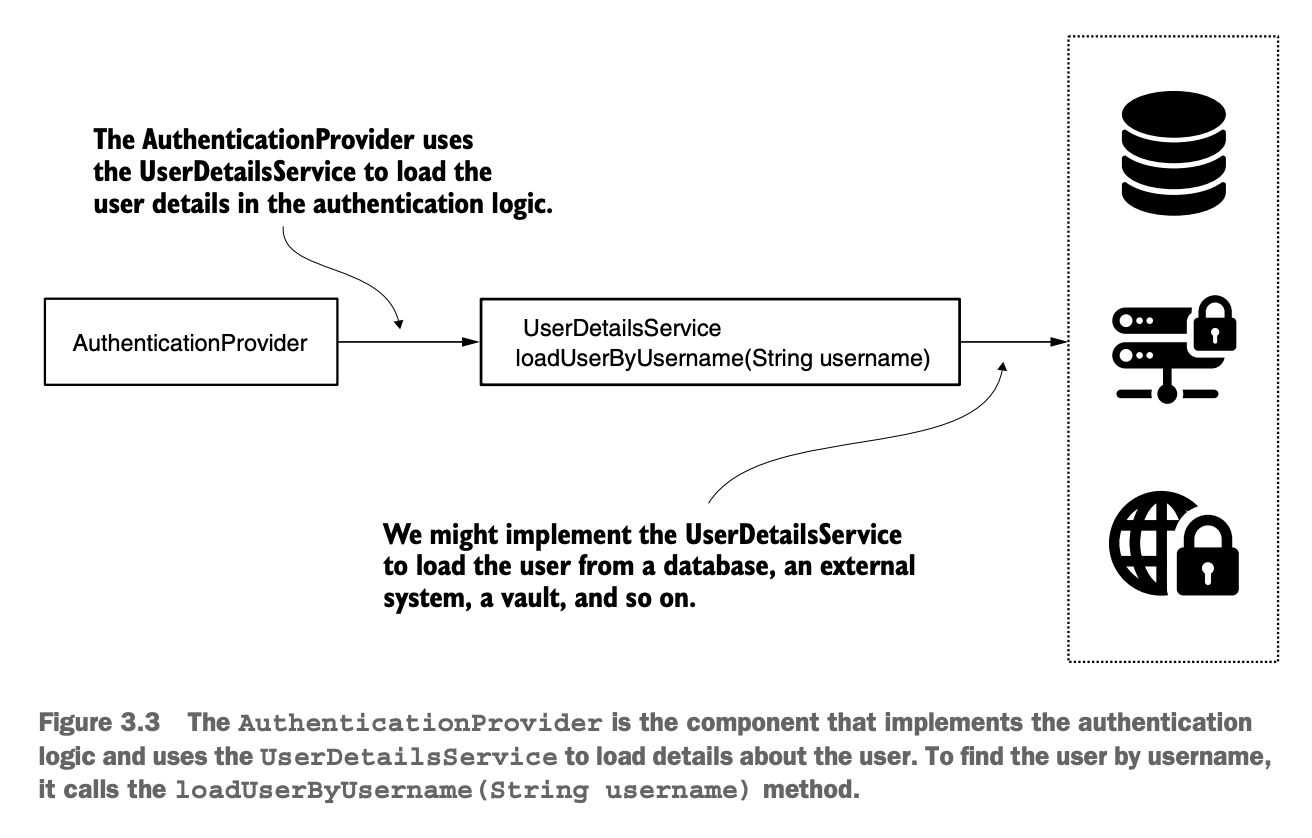 The AuthenticationProvider uses
the UserDetailsService to load the
user details in the authentication logic.
AuthenticationProvider
UserDetailsService
loadUserByUsername(String username)
We might implement the UserDetailsService
to load the user from a database, an external
system, a vault, and so on.
Figure 3.3 The AuthenticationProvider is the component that implements the authentication
logic and uses the UserDetailsService to load details about the user. To find the user by username,
it calls the loadUserByUsername(String username) method.